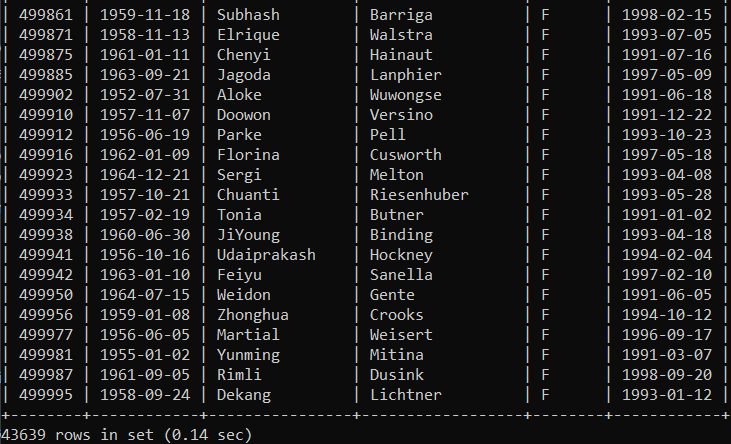 | 499861 | 1959-11-18 | Subhash        | Barriga          | F      | 1998-02-15 |
| 499871 | 1958-11-13 | Elrique        | Walstra          | F      | 1993-07-05 |
| 499875 | 1961-01-11 | Chenyi         | Hainaut          | F      | 1991-07-16 |
| 499885 | 1963-09-21 | Jagoda         | Lanphier         | F      | 1997-05-09 |
| 499902 | 1952-07-31 | Aloke          | Wuwongse         | F      | 1991-06-18 |
| 499910 | 1957-11-07 | Doowon         | Versino          | F      | 1991-12-22 |
| 499912 | 1956-06-19 | Parke          | Pell             | F      | 1993-10-23 |
| 499916 | 1962-01-09 | Florina        | Cusworth         | F      | 1997-05-18 |
| 499923 | 1964-12-21 | Sergi          | Melton           | F      | 1993-04-08 |
| 499933 | 1957-10-21 | Chuanti        | Riesenhuber      | F      | 1993-05-28 |
| 499934 | 1957-02-19 | Tonia          | Butner           | F      | 1991-01-02 |
| 499938 | 1960-06-30 | JiYoung        | Binding          | F      | 1993-04-18 |
| 499941 | 1956-10-16 | Udaiprakash    | Hockney          | F      | 1994-02-04 |
| 499942 | 1963-01-10 | Feiyu          | Sanella          | F      | 1997-02-10 |
| 499950 | 1964-07-15 | Weidon         | Gente            | F      | 1991-06-05 |
| 499956 | 1959-01-08 | Zhonghua       | Crooks           | F      | 1994-10-12 |
| 499977 | 1956-06-05 | Martial        | Weisert          | F      | 1996-09-17 |
| 499981 | 1955-01-02 | Yunming        | Mitina           | F      | 1991-03-07 |
| 499987 | 1961-09-05 | Rimli          | Dusink           | F      | 1998-09-20 |
| 499995 | 1958-09-24 | Dekang         | Lichtner         | F      | 1993-01-12 |
+--------+------------+----------------+------------------+--------+------------+
43639 rows in set (0.14 sec)